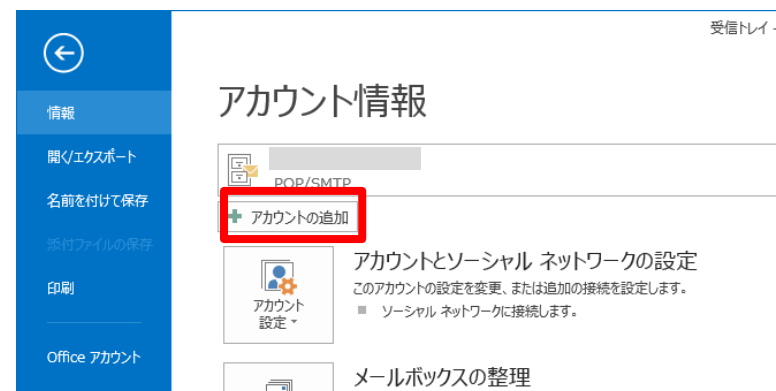 受信トレイ -
アカウント情報
情報
開く/エクスポート
名前を付けて保存
添付ファイルの保存
印刷
Office アカウント
POP/SMTP
アカウントの追加
アカウント
設定
アカウントとソーシャル ネットワークの設定
このアカウントの設定を変更、または追加の接続を設定します。
ソーシャル ネットワークに接続します。
メールボックスの整理